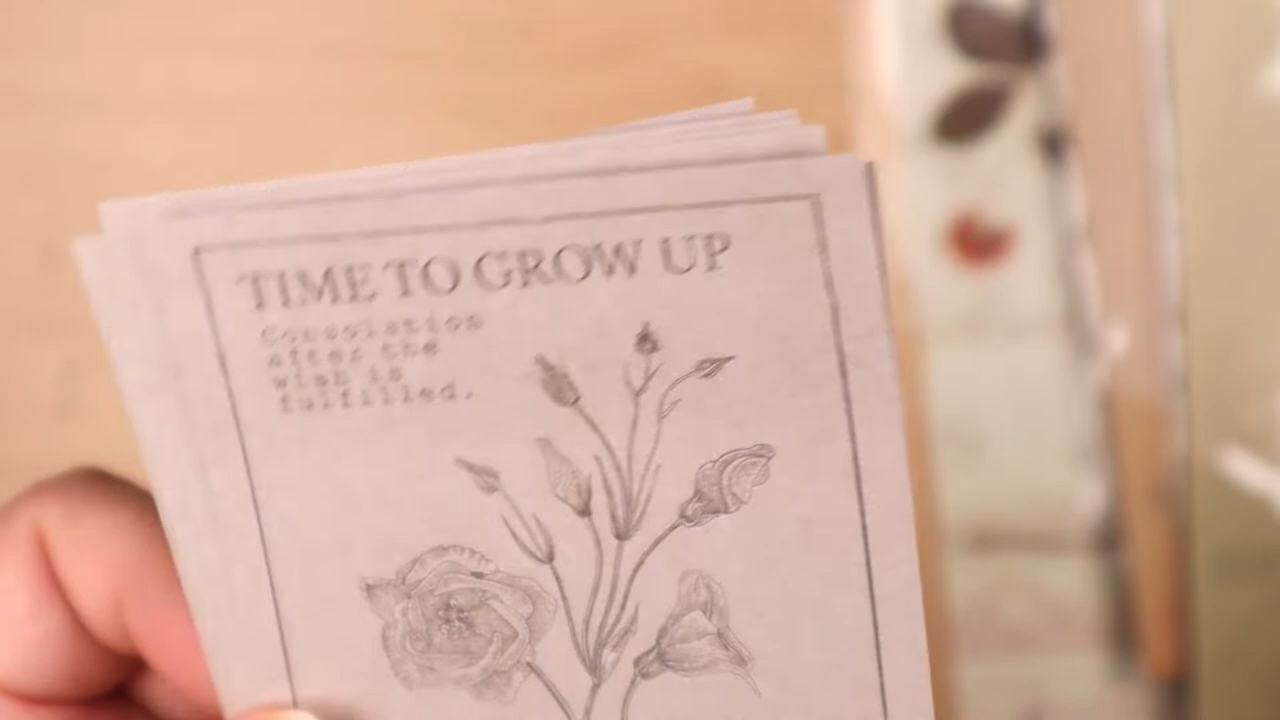 TIME TO GROW UP
Consolation
after the
wish is
fulfilled.